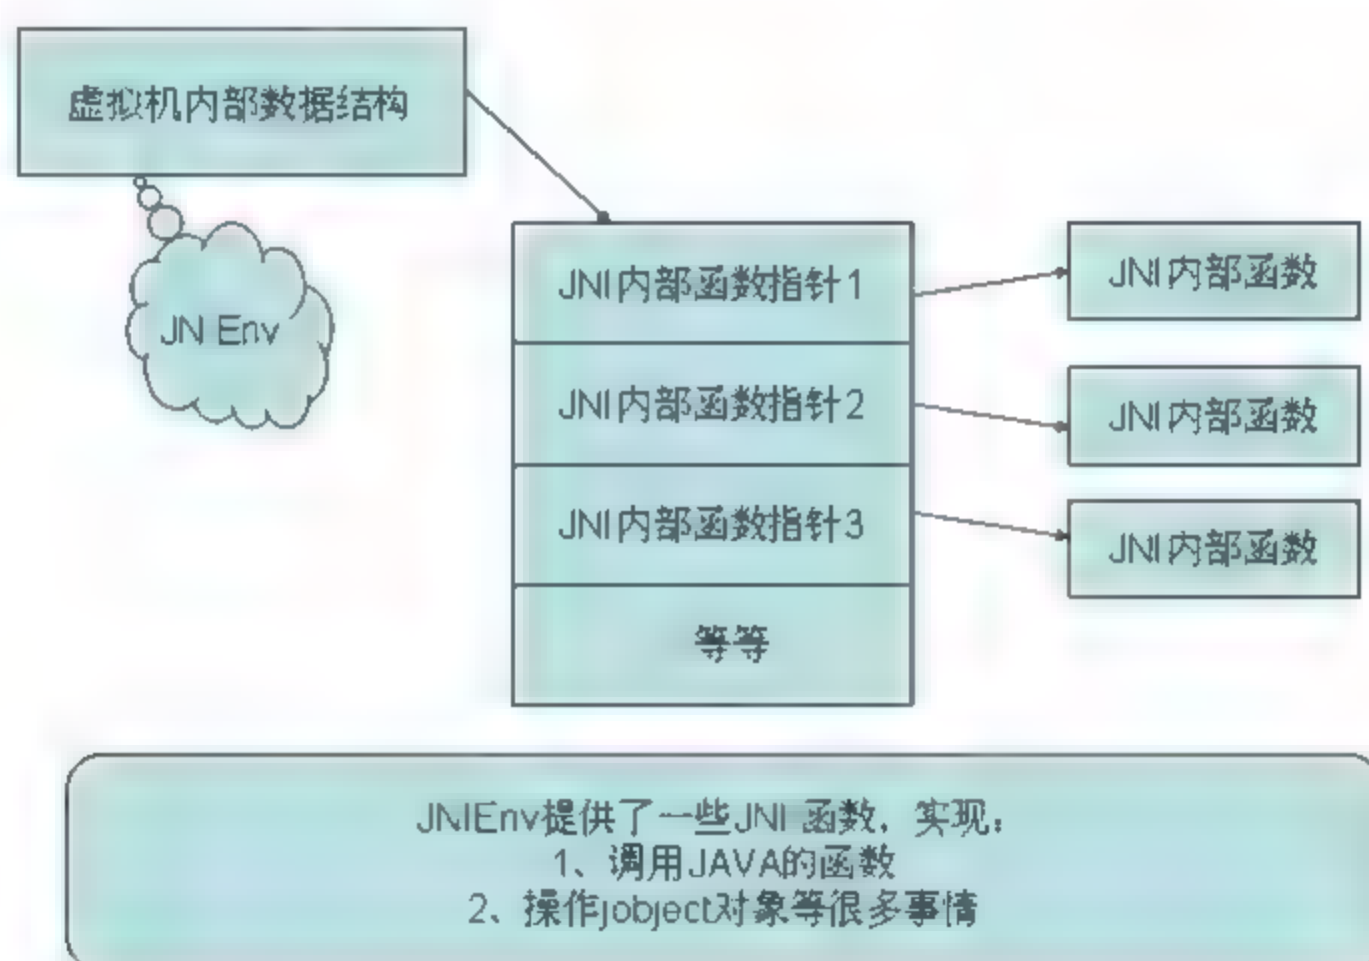 虚拟机内部数据结构
JNI Env
JNI内部函数指针1
JNI内部函数
JNI内部函数指针2
JNI内部函数
JNI内部函数指针3
JNI内部函数
等等
JNIEnv提供了一些JNI函数，实现：
1、调用JAVA的函数
2、操作jobject对象等很多事情